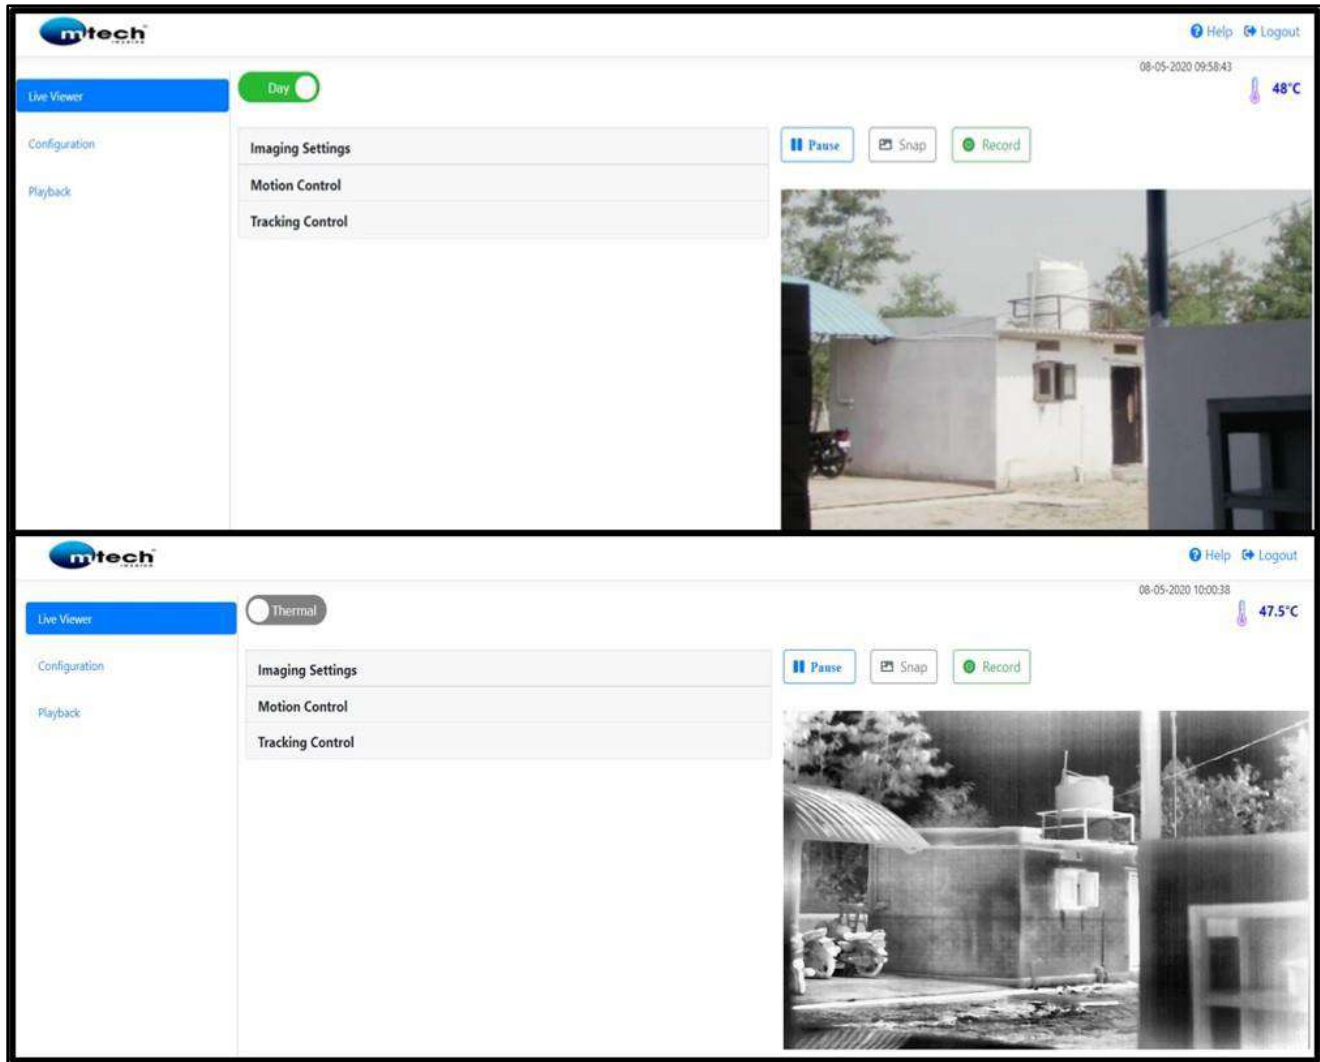 mtech
Help Logout
08-05-2020 09:58:43
Live Viewer
Day
48°C
Configuration
Imaging Settings
Pause Snap Record
Motion Control
Playback
Tracking Control
mtech
Help Logout
08-05-2020 10:00:38
Live Viewer
Thermal
47.5°C
Configuration
Imaging Settings
Pause Snap Record
Motion Control
Playback
Tracking Control